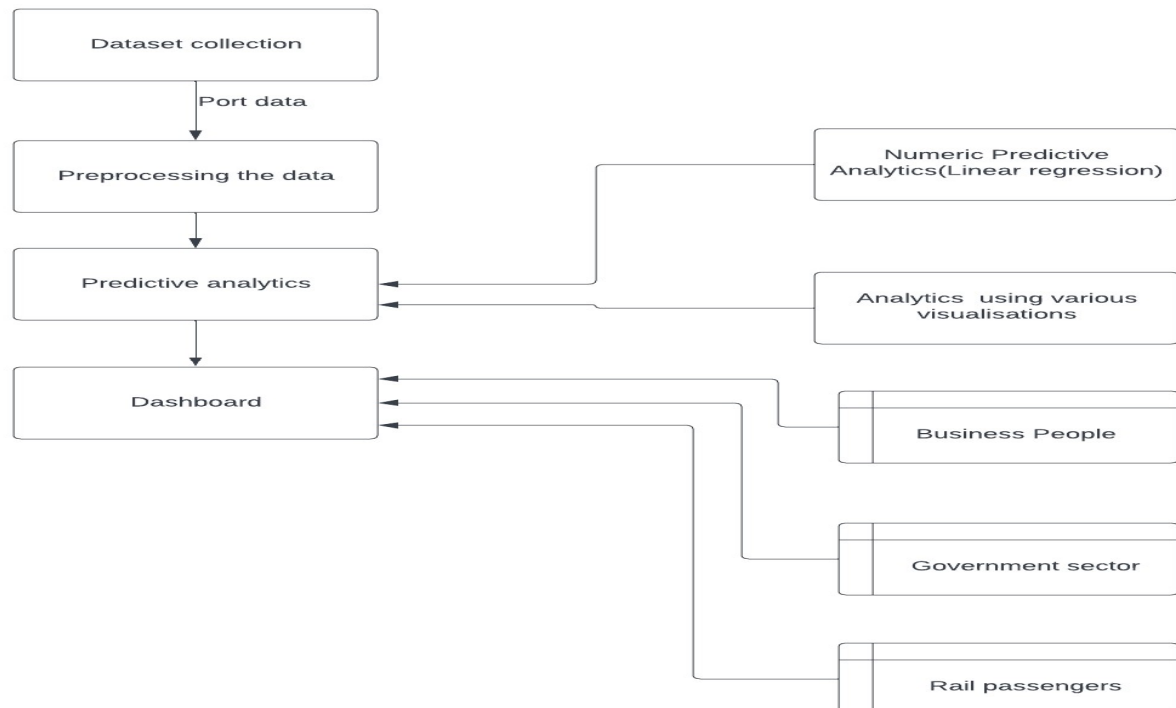 Dataset collection
Port data
Preprocessing the data
Predictive analytics
Dashboard
Numeric Predictive
Analytics(Linear regression)
Analytics  using various
visualisations
Business People
Government sector
Rail passengers